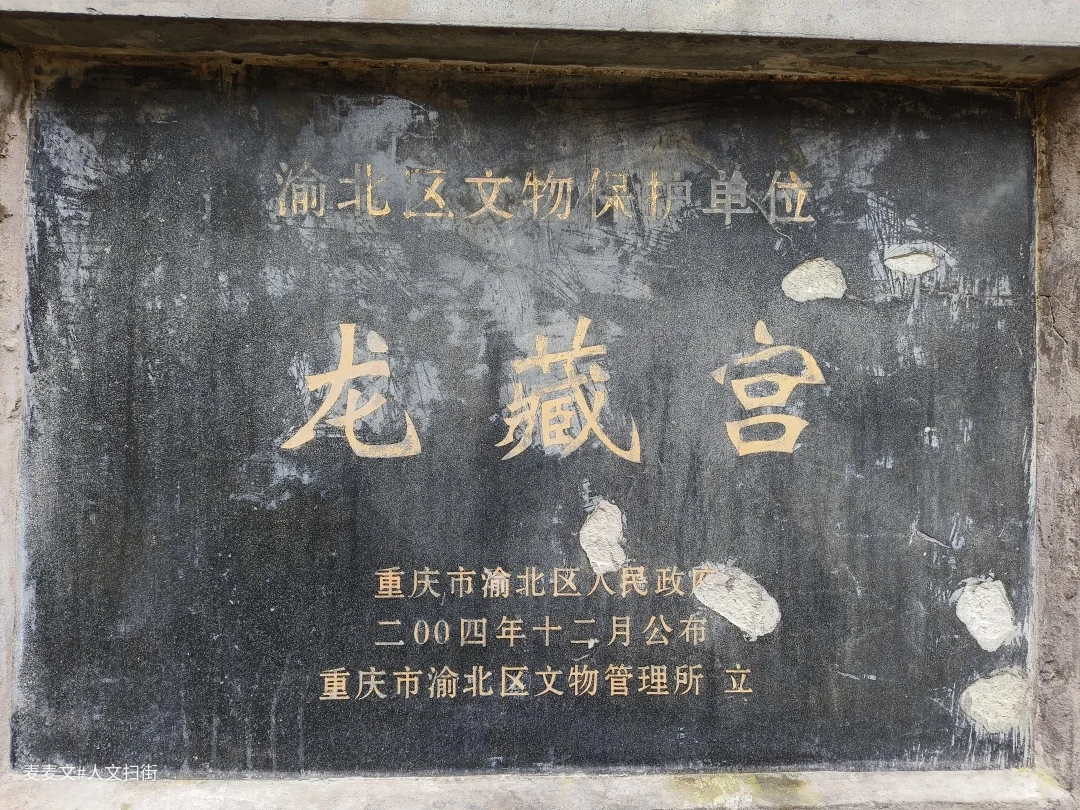 渝北区文物保护单位
龙藏宫
重庆市渝北区人民政府
二00四年十二月公布
重庆市渝北区文物管理所 立
麦麦文#人文扫街